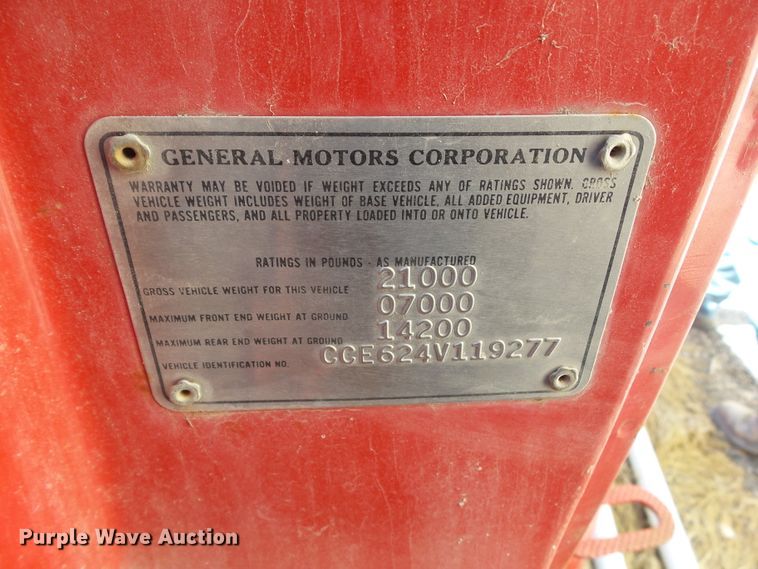 GENERAL MOTORS CORPORATION
WARRANTY MAY BE VOIDED IF WEIGHT EXCEEDS ANY OF RATINGS SHOWN. GROSS
VEHICLE WEIGHT INCLUDES WEIGHT OF BASE VEHICLE, ALL ADDED EQUIPMENT, DRIVER
AND PASSENGERS, AND ALL PROPERTY LOADED INTO OR ONTO VEHICLE.
RATINGS IN POUNDS - AS MANUFACTURED
GROSS VEHICLE WEIGHT FOR THIS VEHICLE 21000
MAXIMUM FRONT END WEIGHT AT GROUND 07000
MAXIMUM REAR END WEIGHT AT GROUND 14200
VEHICLE IDENTIFICATION NO. CCE624V119277
Purple Wave Auction